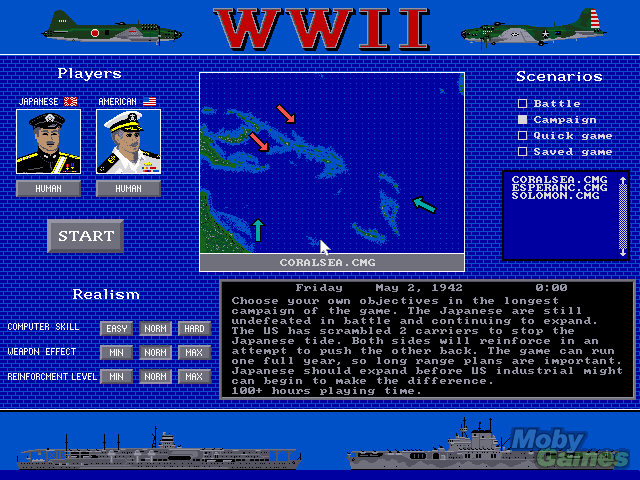 WWII
Players
JAPANESE
AMERICAN
HUMAN
HUMAN
START
CORALSEA.CMG
Scenarios
Battle
Campaign
Quick game
Saved game
CORALSEA.CMG
ESPERANC.CMG
SOLOMON.CMG
Realism
COMPUTER SKILL EASY NORM HARD
WEAPON EFFECT MIN NORM MAX
REINFORCMENT LEVEL MIN NORM MAX
Friday May 2, 1942 0:00
Choose your own objectives in the longest
campaign of the game. The Japanese are still
undefeated in battle and continuing to expand.
The US has scrambled 2 carriers to stop the
Japanese tide. Both sides will reinforce in an
attempt to push the other back. The game can run
one full year, so long range plans are important.
Japanese should expand before US industrial might
can begin to make the difference.
100+ hours playing time.
Moby
Games